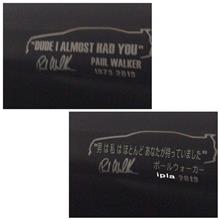 "DUDE I ALMOST HAD YOU"
PAUL WALKER
1973 2013
"男は私はほとんどあなたが持っていました"
ポールウォーカー
ipla 2013